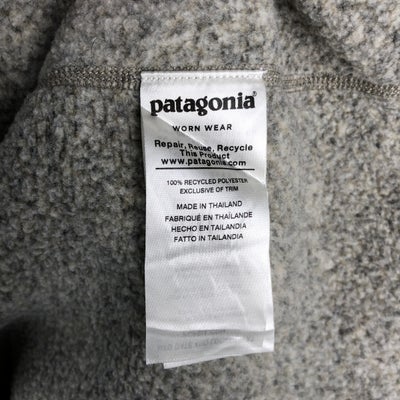 patagonia®
WORN WEAR
Repair, Reuse, Recycle
This Product
www.patagonia.com
100% RECYCLED POLYESTER
EXCLUSIVE OF TRIM
MADE IN THAILAND
FABRIQUÉ EN THAÏLANDE
HECHO EN TAILANDIA
FATTO IN TAILANDIA